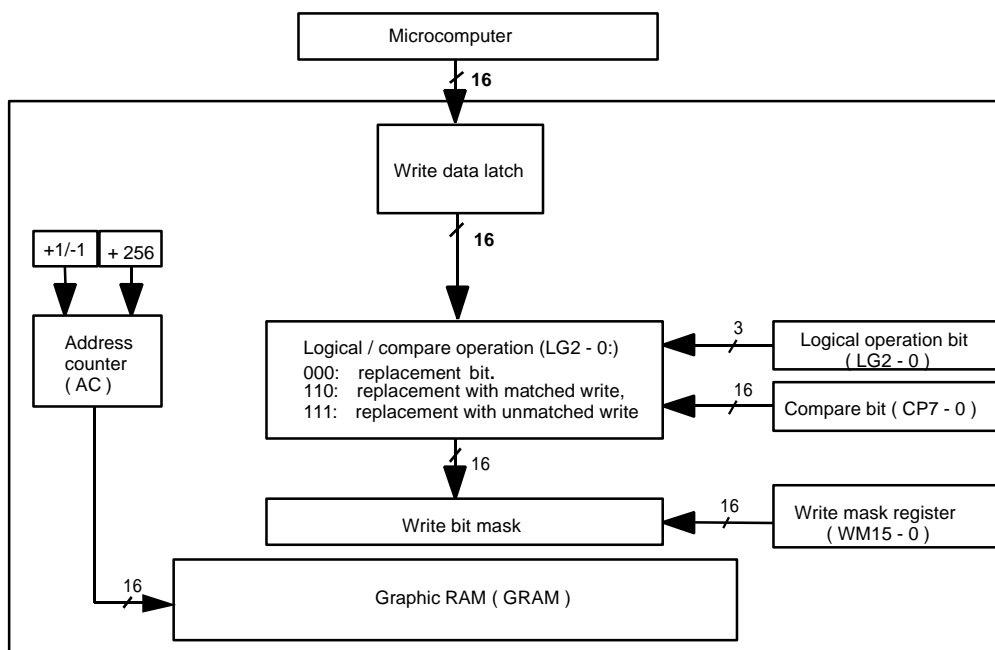 Microcomputer
16
Write data latch
16
+1/-1
+ 256
Address
counter
( AC )
Logical / compare operation (LG2 - 0:)
000: replacement bit.
110: replacement with matched write,
111: replacement with unmatched write
3
Logical operation bit
( LG2 - 0 )
16
Compare bit ( CP7 - 0 )
16
Write bit mask
16
Write mask register
( WM15 - 0 )
16
Graphic RAM ( GRAM )